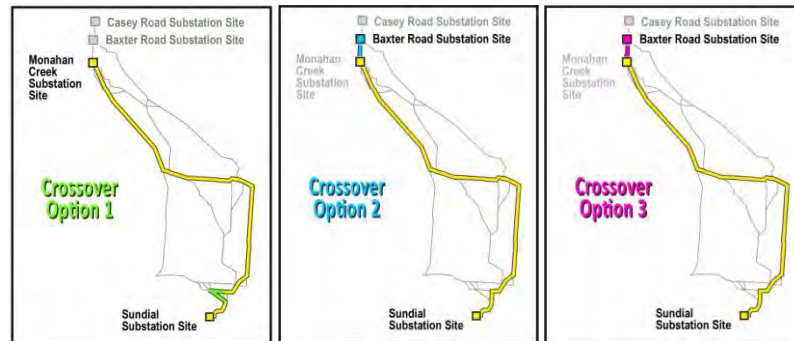 Casey Road Substation Site
Baxter Road Substation Site
Monahan
Creek
Substation
Site
Crossover
Option 1
Sundial
Substation Site
Casey Road Substation Site
Baxter Road Substation Site
Monahan
Creek
Substation
Site
Crossover
Option 2
Sundial
Substation Site
Casey Road Substation Site
Baxter Road Substation Site
Monahan
Creek
Substation
Site
Crossover
Option 3
Sundial
Substation Site